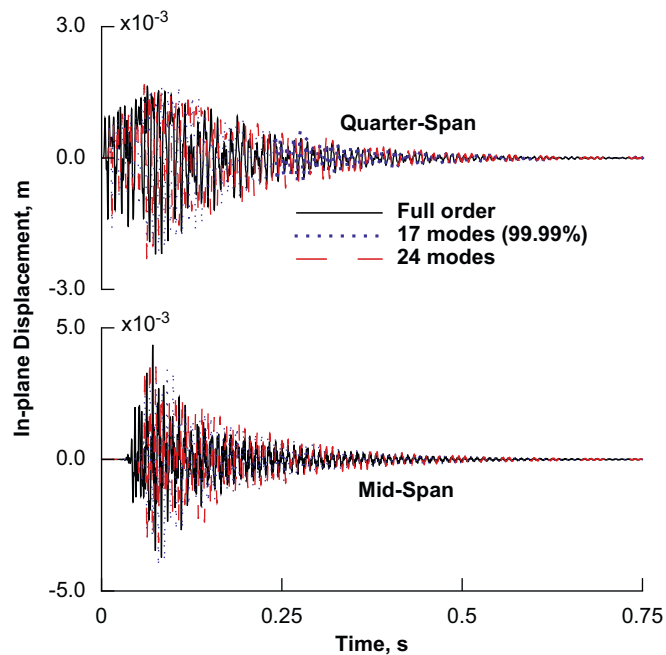 3.0
x10-3
Quarter-Span
0.0
Full order
17 modes (99.99%)
24 modes
-3.0
In-plane Displacement, m
5.0
x10-3
0.0
Mid-Span
-5.0
0
0.25
0.5
0.75
Time, s